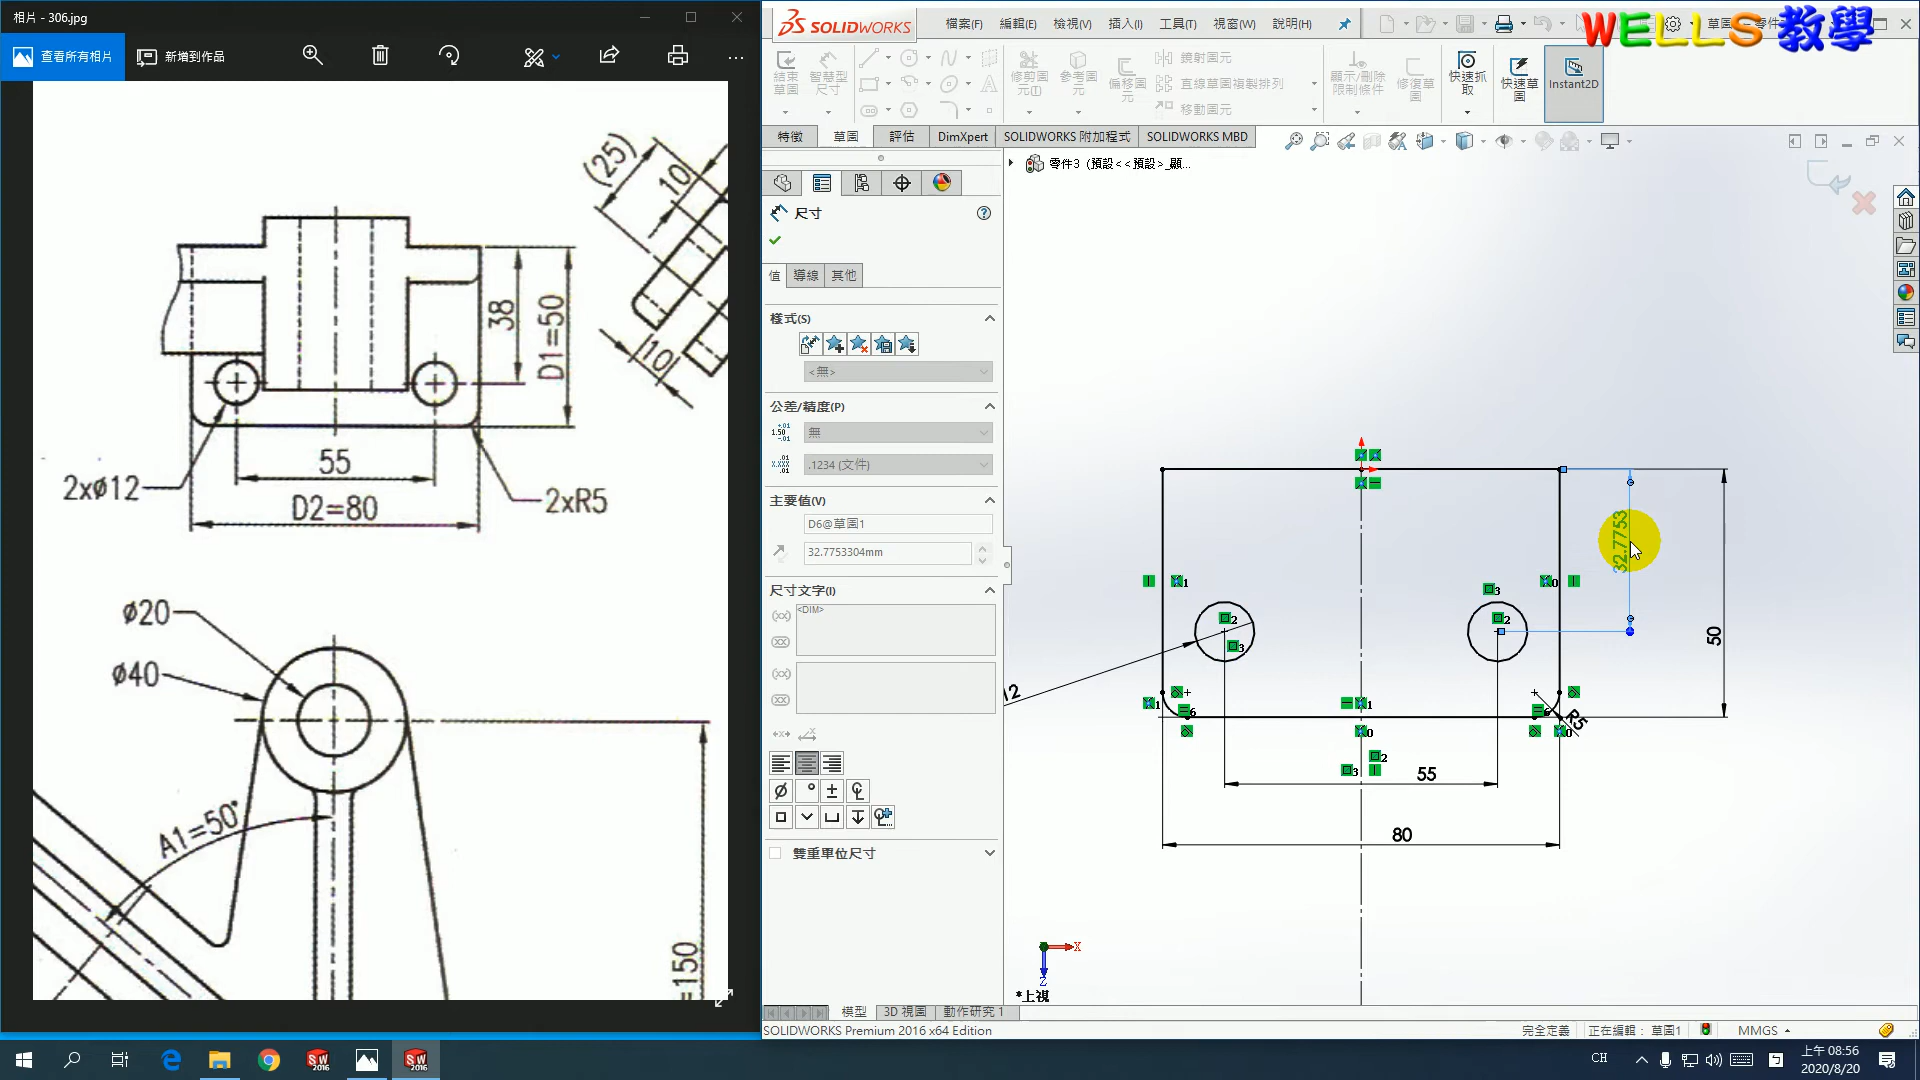 相片 - 306.jpg
查看所有相片
新增到作品
(25)
10
38
D1=50
10
55
2xø12
D2=80
2xR5
ø20
ø40
A1=50°
=150
SOLIDWORKS
檔案(F)
編輯(E)
檢視(V)
插入(I)
工具(T)
視窗(W)
說明(H)
WELLS 教學
結束草圖
智慧型尺寸
修剪圖元(T)
參考圖元
偏移圖元
鏡射圖元
直線草圖複製排列
移動圖元
顯示/刪除限制條件
修復草圖
快速抓取
快速草圖
Instant2D
特徵
草圖
評估
DimXpert
SOLIDWORKS 附加程式
SOLIDWORKS MBD
零件3 (預設<<預設>_顯...
尺寸
值
導線
其他
樣式(S)
<無>
公差/精度(P)
無
.1234 (文件)
主要值(V)
D6@草圖1
32.7753304mm
尺寸文字(I)
<DIM>
雙重單位尺寸
32.7753
50
12
R5
55
80
X
Z
*上視
模型
3D 視圖
動作研究 1
SOLIDWORKS Premium 2016 x64 Edition
完全定義
正在編輯： 草圖1
MMGS
CH
上午 08:56
2020/8/20